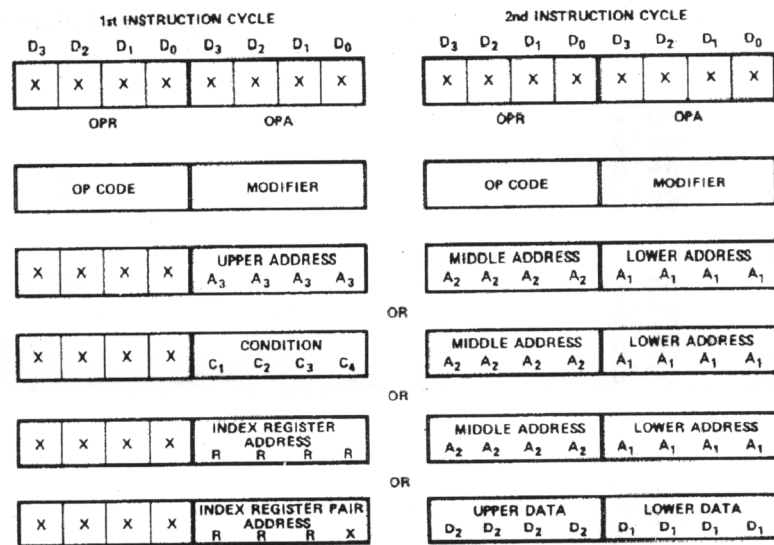 1st INSTRUCTION CYCLE
2nd INSTRUCTION CYCLE
D3 D2 D1 D0 D3 D2 D1 D0
D3 D2 D1 D0 D3 D2 D1 D0
X X X X X X X X
X X X X X X X X
OPR OPA
OPR OPA
OP CODE MODIFIER
OP CODE MODIFIER
X X X X
UPPER ADDRESS
A3 A3 A3 A3
MIDDLE ADDRESS
A2 A2 A2 A2
LOWER ADDRESS
A1 A1 A1 A1
OR
X X X X
CONDITION
C1 C2 C3 C4
MIDDLE ADDRESS
A2 A2 A2 A2
LOWER ADDRESS
A1 A1 A1 A1
OR
X X X X
INDEX REGISTER
ADDRESS
R R R R
MIDDLE ADDRESS
A2 A2 A2 A2
LOWER ADDRESS
A1 A1 A1 A1
OR
X X X X
INDEX REGISTER PAIR
ADDRESS
R R R X
UPPER DATA
D2 D2 D2 D2
LOWER DATA
D1 D1 D1 D1